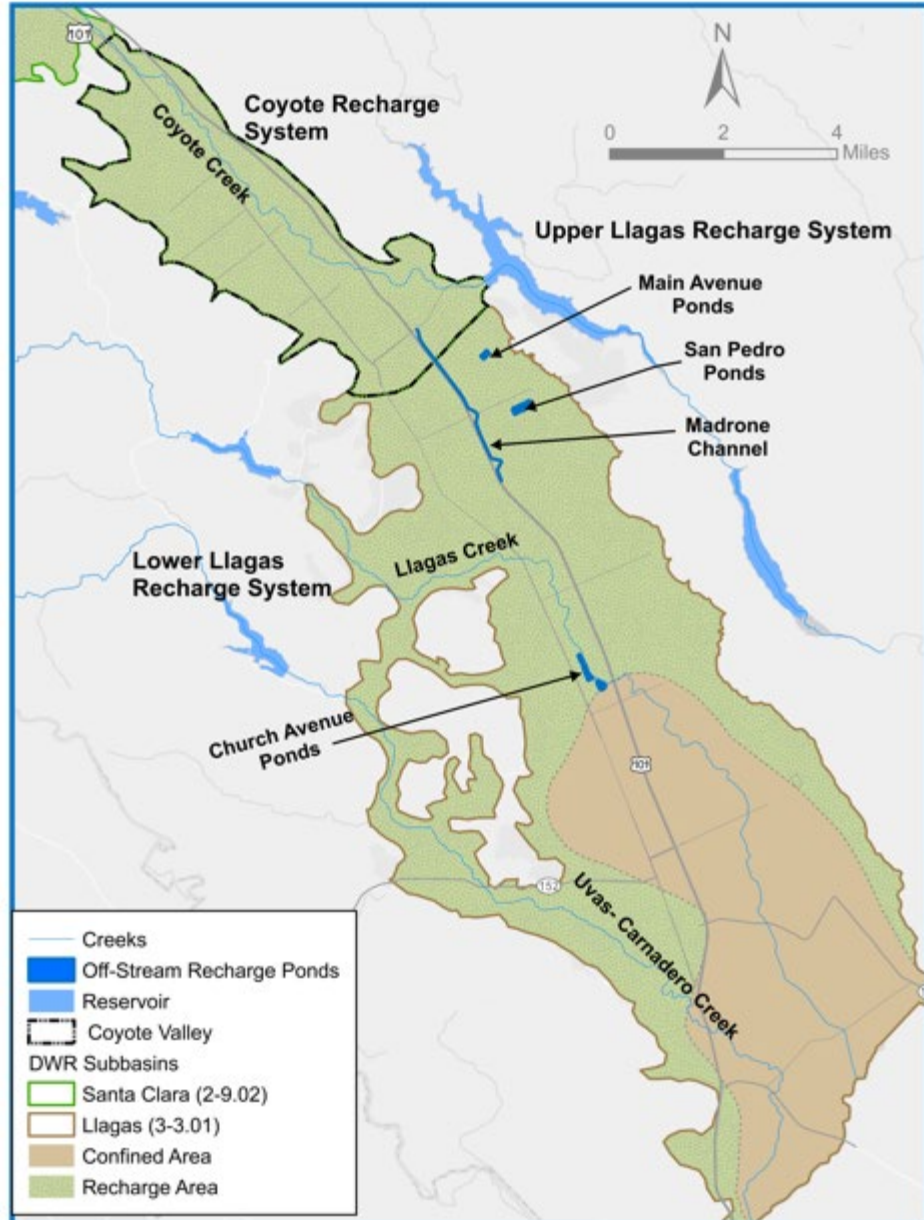 101
N
Coyote Recharge
System
Coyote Creek
0 2 4
Miles
Upper Llagas Recharge System
Main Avenue
Ponds
San Pedro
Ponds
Madrone
Channel
Llagas Creek
Lower Llagas
Recharge System
Church Avenue
Ponds
101
152
Uvas- Carnadero Creek
Creeks
Off-Stream Recharge Ponds
Reservoir
Coyote Valley
DWR Subbasins
Santa Clara (2-9.02)
Llagas (3-3.01)
Confined Area
Recharge Area